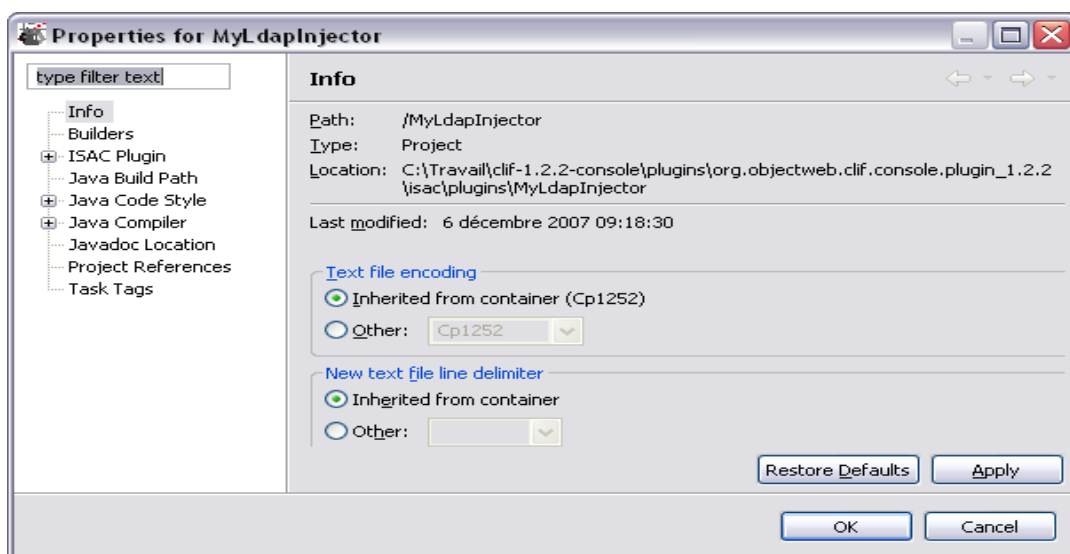 Properties for MyLdapInjector
type filter text
Info
Builders
ISAC Plugin
Java Build Path
Java Code Style
Java Compiler
Javadoc Location
Project References
Task Tags
Info
Path: /MyLdapInjector
Type: Project
Location: C:\Travail\clif-1.2.2-console\plugins\org.objectweb.clif.console.plugin_1.2.2
\isac\plugins\MyLdapInjector
Last modified: 6 décembre 2007 09:18:30
Text file encoding
Inherited from container (Cp1252)
Other: Cp1252
New text file line delimiter
Inherited from container
Other:
Restore Defaults Apply
OK Cancel